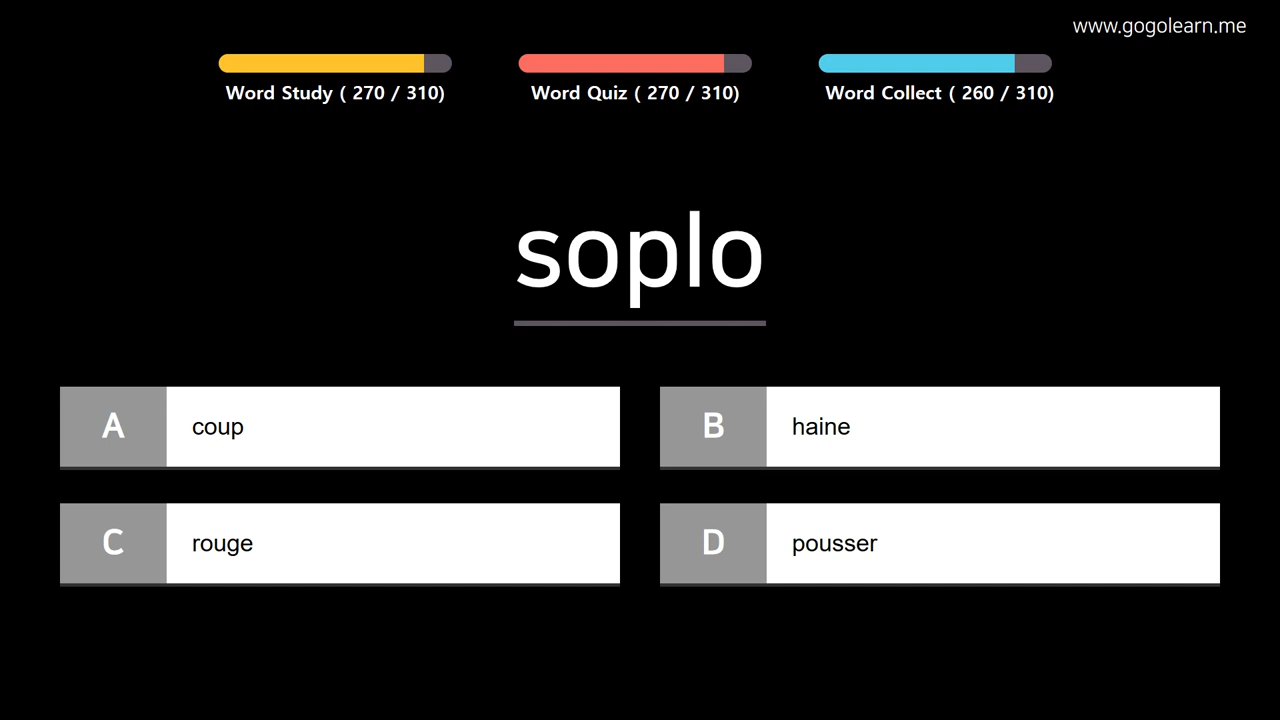 www.gogolearn.me
Word Study ( 270 / 310)
Word Quiz ( 270 / 310)
Word Collect ( 260 / 310)
soplo
A coup
B haine
C rouge
D pousser